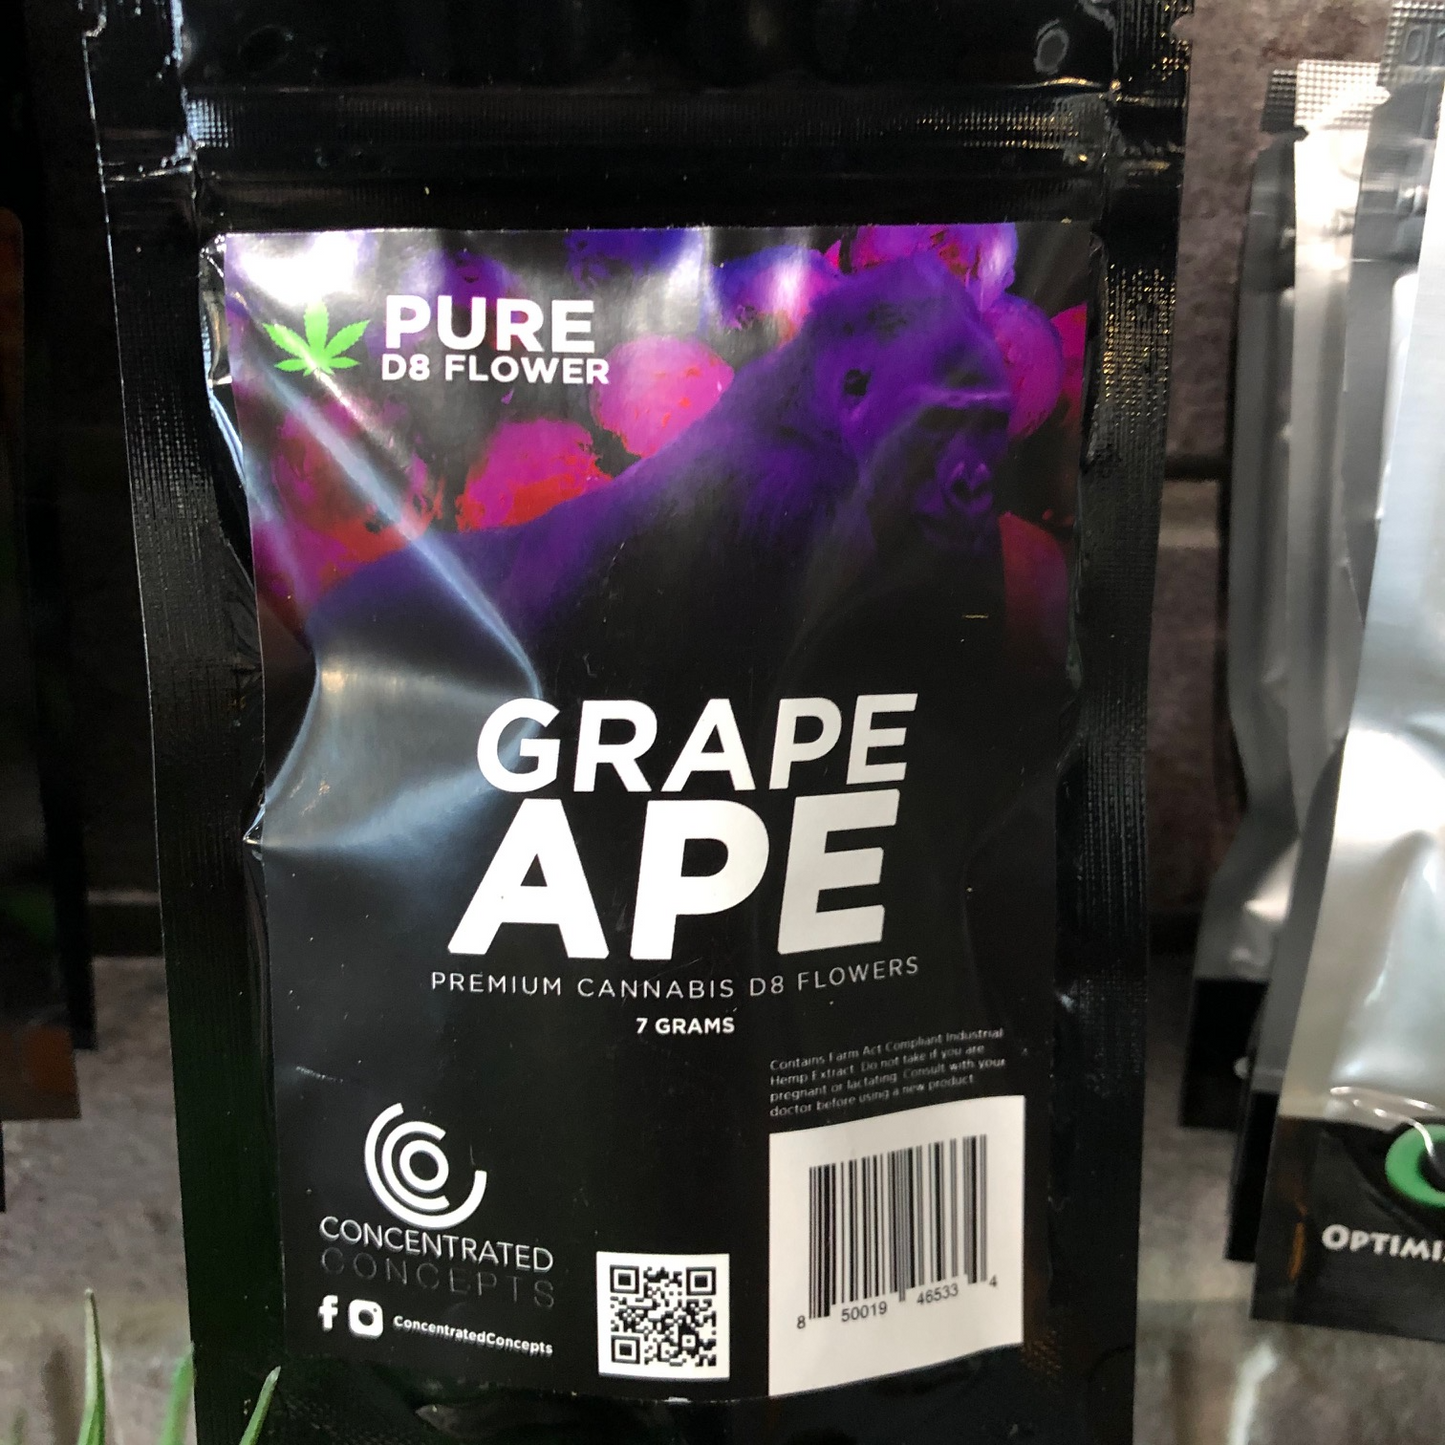 PURE
D8 FLOWER
GRAPE
APE
PREMIUM CANNABIS D8 FLOWERS
7 GRAMS
Contains Farm Act Compliant Industrial
Hemp Extract. Do not take if you are
pregnant or lactating. Consult with your
doctor before using a new product.
CONCENTRATED
CONCEPTS
ConcentratedConcepts
8 50019 46533 4